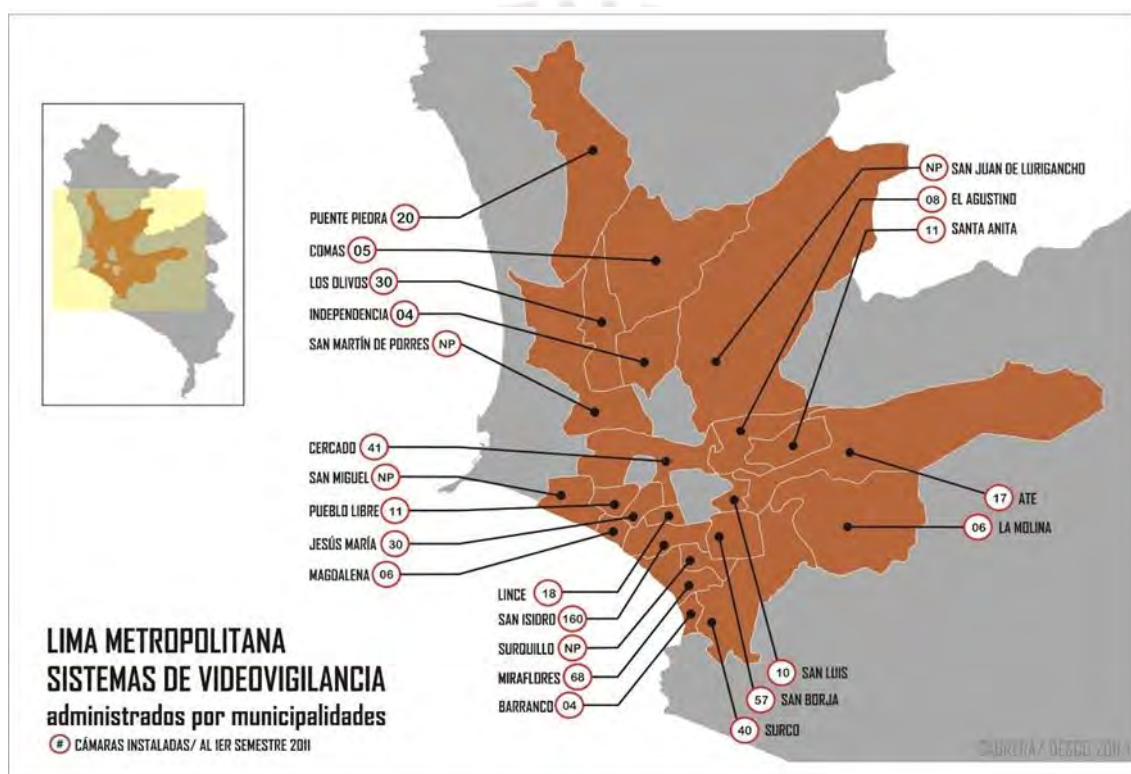 PUENTE PIEDRA 20
COMAS 05
LOS OLIVOS 30
INDEPENDENCIA 04
SAN MARTÍN DE PORRES NP
NP SAN JUAN DE LURIGANCHO
08 EL AGUSTINO
11 SANTA ANITA
CERCADO 41
SAN MIGUEL NP
PUEBLO LIBRE 11
JESÚS MARÍA 30
MAGDALENA 06
17 ATE
06 LA MOLINA
LINCE 18
SAN ISIDRO 160
SURQUILLO NP
MIRAFLORES 68
BARRANCO 04
10 SAN LUIS
57 SAN BORJA
40 SURCO
LIMA METROPOLITANA
SISTEMAS DE VIDEOVIGILANCIA
administrados por municipalidades
# CÁMARAS INSTALADAS/ AL 1ER SEMESTRE 2011
CABRERA/ DESCO 2011